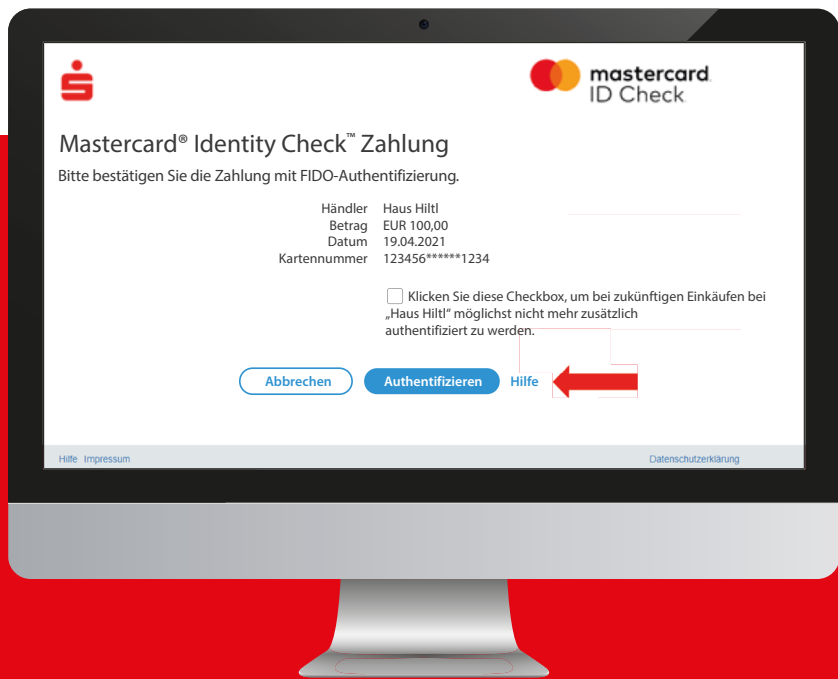 mastercard
ID Check
Mastercard® Identity Check™ Zahlung
Bitte bestätigen Sie die Zahlung mit FIDO-Authentifizierung.
Händler Haus Hiltl
Betrag EUR 100,00
Datum 19.04.2021
Kartennummer 123456******1234
Klicken Sie diese Checkbox, um bei zukünftigen Einkäufen bei
„Haus Hiltl“ möglichst nicht mehr zusätzlich
authentifiziert zu werden.
Abbrechen Authentifizieren Hilfe
Hilfe Impressum Datenschutzerklärung